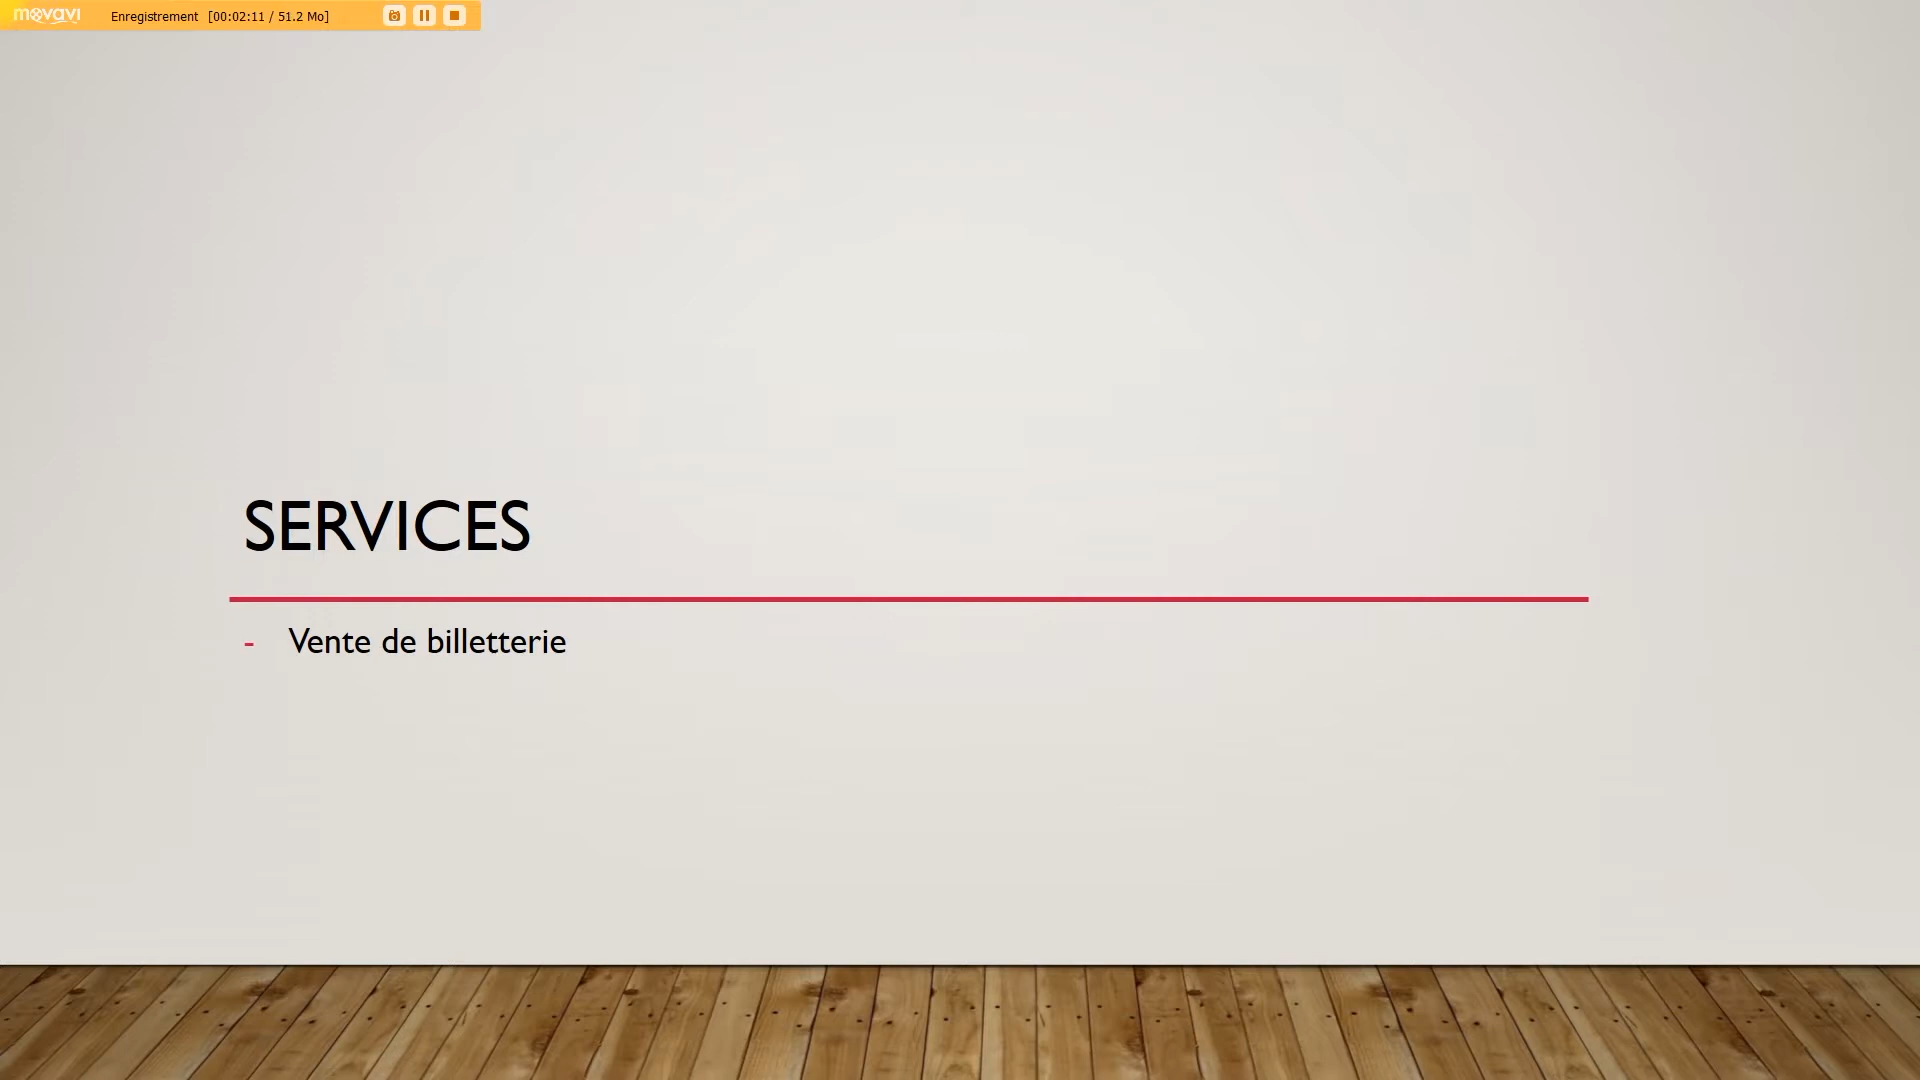 movavi Enregistrement [00:02:11 / 51.2 Mo]
SERVICES
- Vente de billetterie